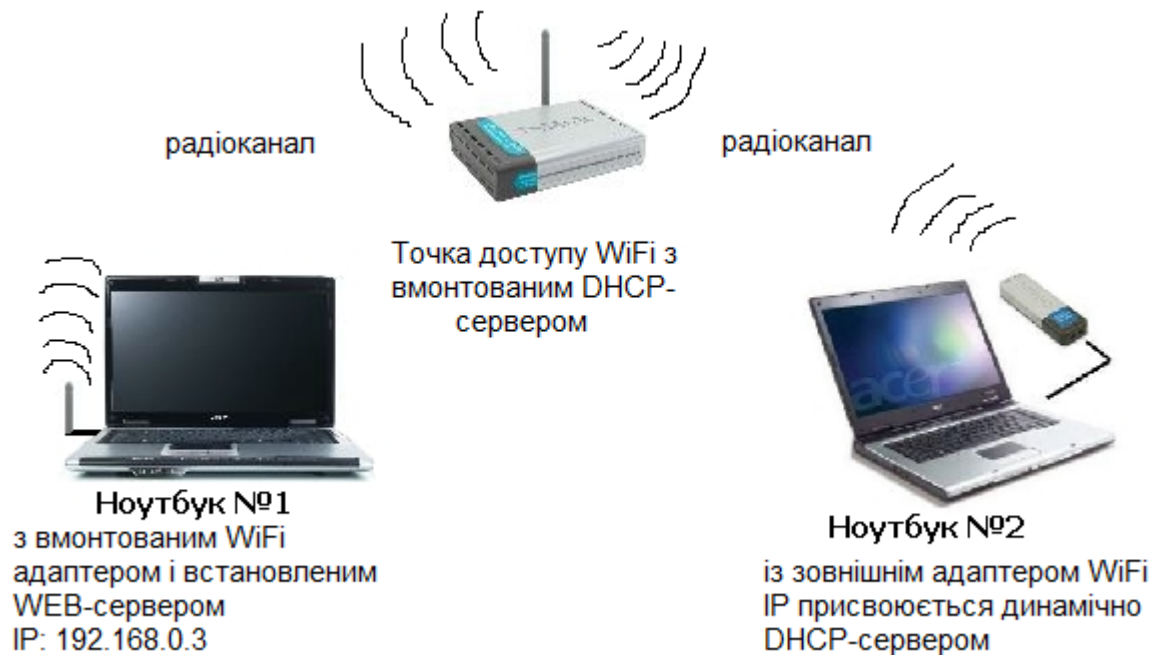 радіоканал
радіоканал
Точка доступу WiFi з
вмонтованим DHCP-
сервером
acer
Ноутбук №1
з вмонтованим WiFi
адаптером і встановленим
WEB-сервером
IP: 192.168.0.3
Ноутбук №2
із зовнішнім адаптером WiFi
IP присвоюється динамічно
DHCP-сервером